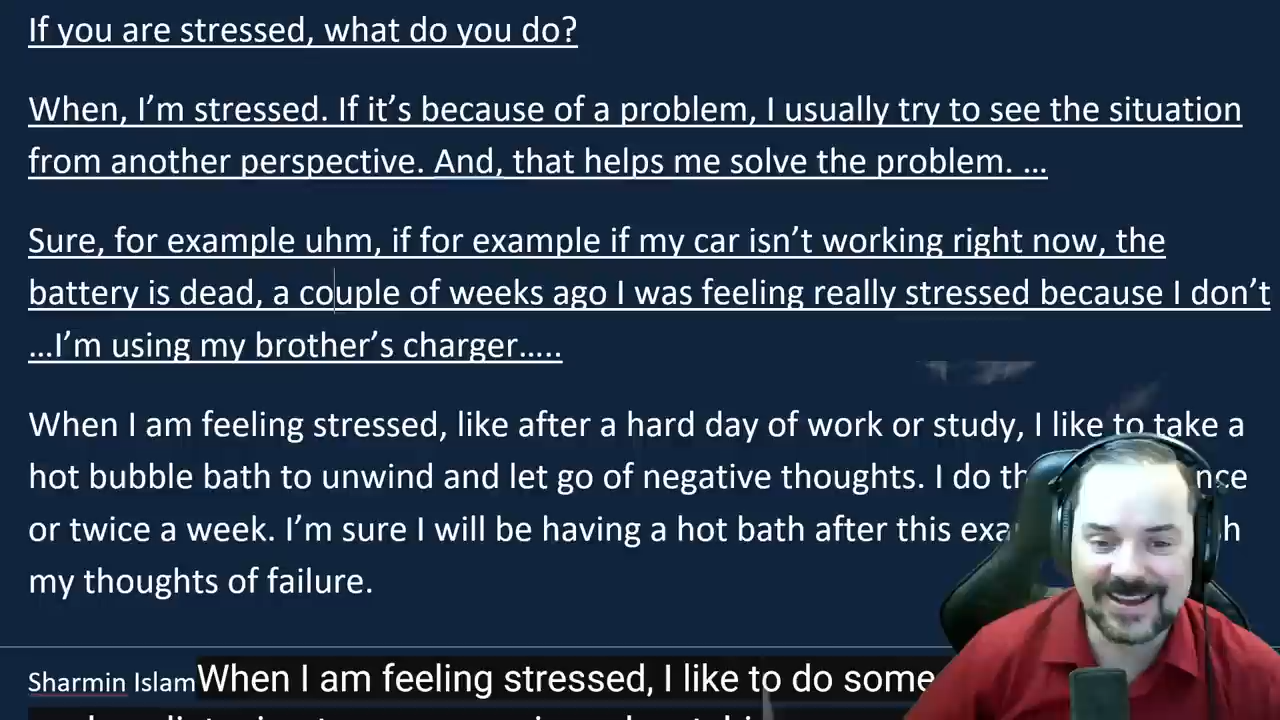 If you are stressed, what do you do?
When, I’m stressed. If it’s because of a problem, I usually try to see the situation
from another perspective. And, that helps me solve the problem. …
Sure, for example uhm, if for example if my car isn’t working right now, the
battery is dead, a couple of weeks ago I was feeling really stressed because I don’t
…I’m using my brother’s charger…..
When I am feeling stressed, like after a hard day of work or study, I like to take a
hot bubble bath to unwind and let go of negative thoughts. I do
or twice a week. I’m sure I will be having a hot bath after this
my thoughts of failure.
Sharmin Islam When I am feeling stressed, I like to do some